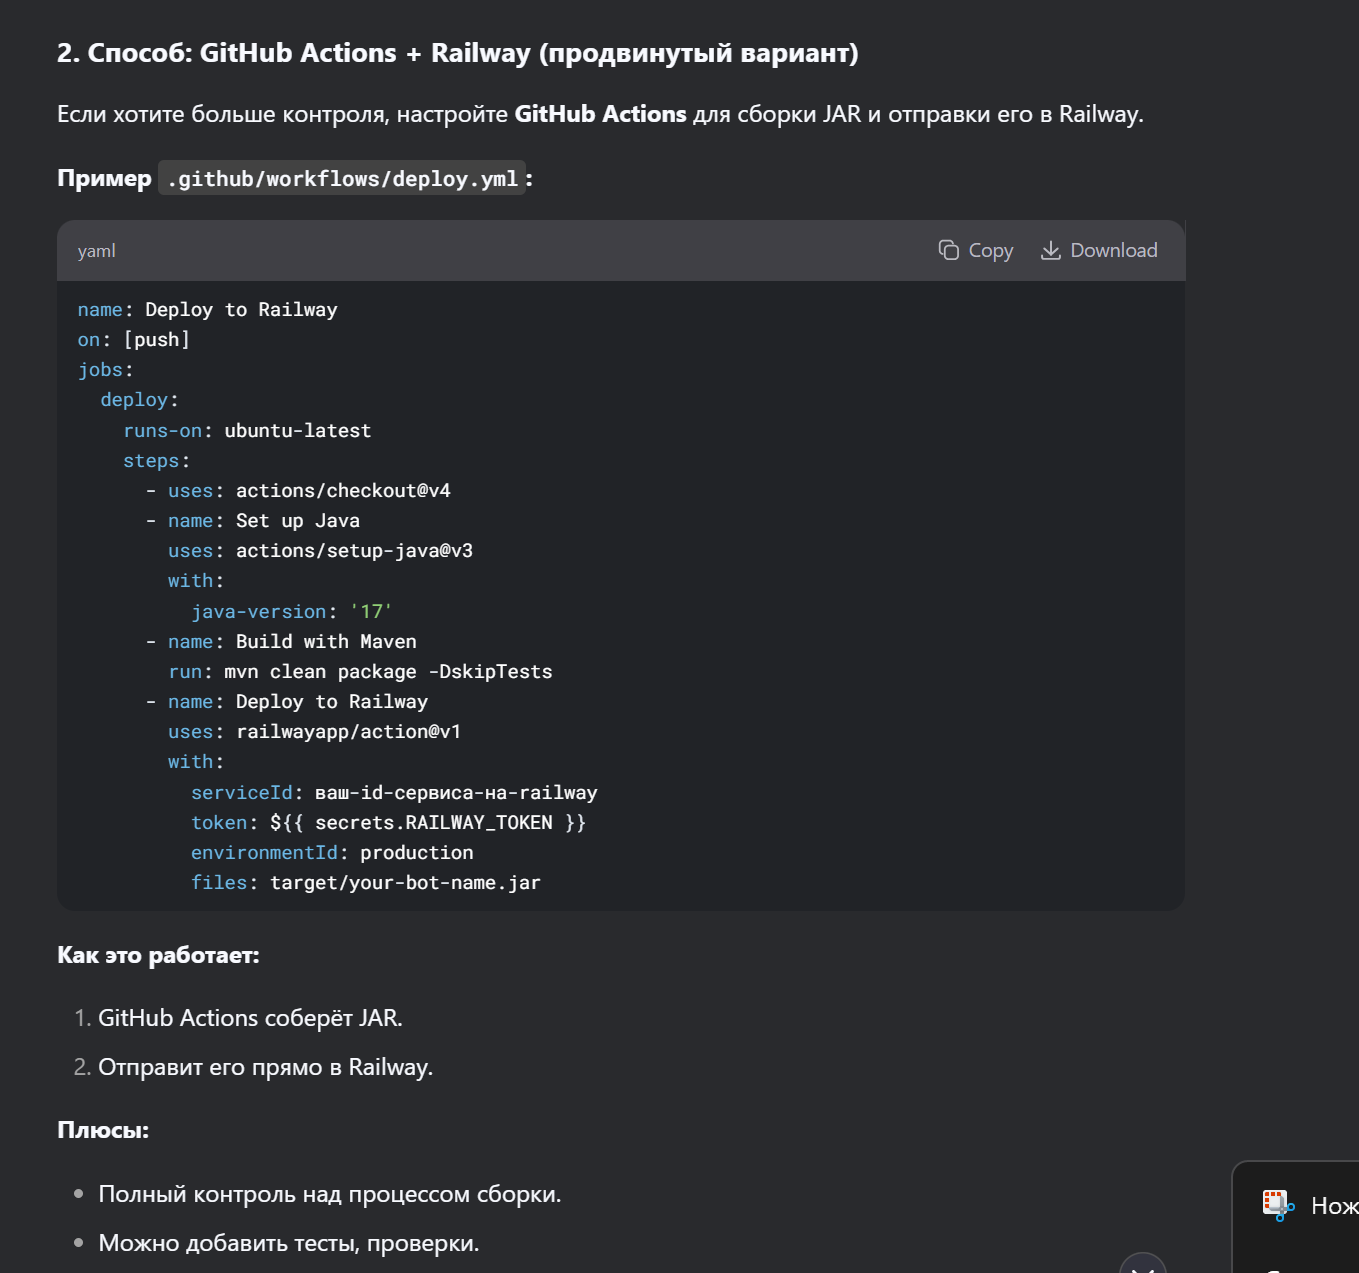 2. Способ: GitHub Actions + Railway (продвинутый вариант)
Если хотите больше контроля, настройте GitHub Actions для сборки JAR и отправки его в Railway.
Пример .github/workflows/deploy.yml:
yaml Copy Download
name: Deploy to Railway
on: [push]
jobs:
  deploy:
    runs-on: ubuntu-latest
    steps:
      - uses: actions/checkout@v4
      - name: Set up Java
        uses: actions/setup-java@v3
        with:
          java-version: '17'
      - name: Build with Maven
        run: mvn clean package -DskipTests
      - name: Deploy to Railway
        uses: railwayapp/action@v1
        with:
          serviceId: ваш-id-сервиса-на-railway
          token: ${{ secrets.RAILWAY_TOKEN }}
          environmentId: production
          files: target/your-bot-name.jar
Как это работает:
1. GitHub Actions соберёт JAR.
2. Отправит его прямо в Railway.
Плюсы:
• Полный контроль над процессом сборки.
• Можно добавить тесты, проверки.
Нож